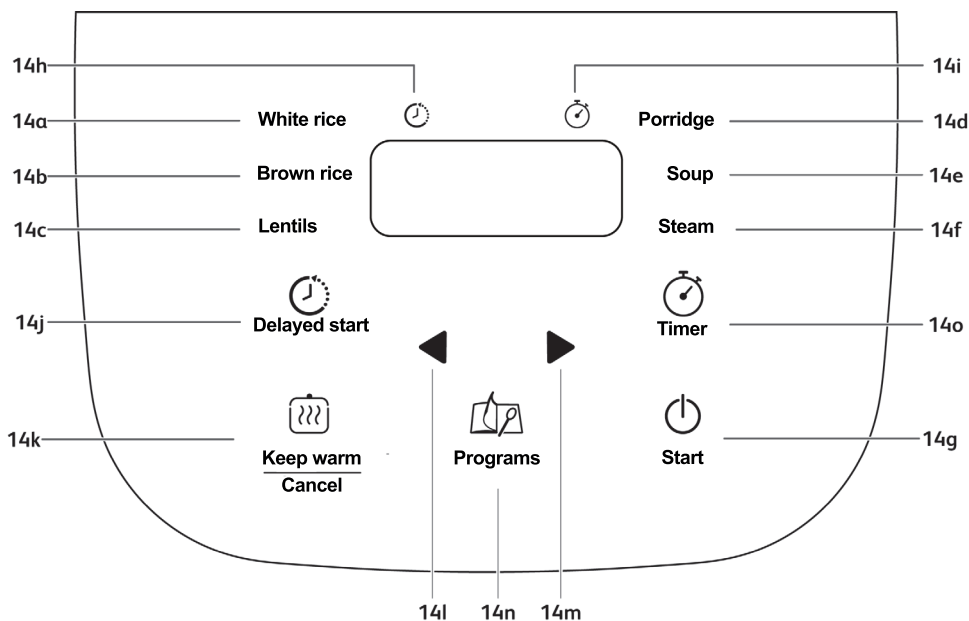 14h 14i
14a White rice Porridge 14d
14b Brown rice Soup 14e
14c Lentils Steam 14f
14j Delayed start Timer 14o
14k Keep warm Programs Start 14g
Cancel
14l 14n 14m